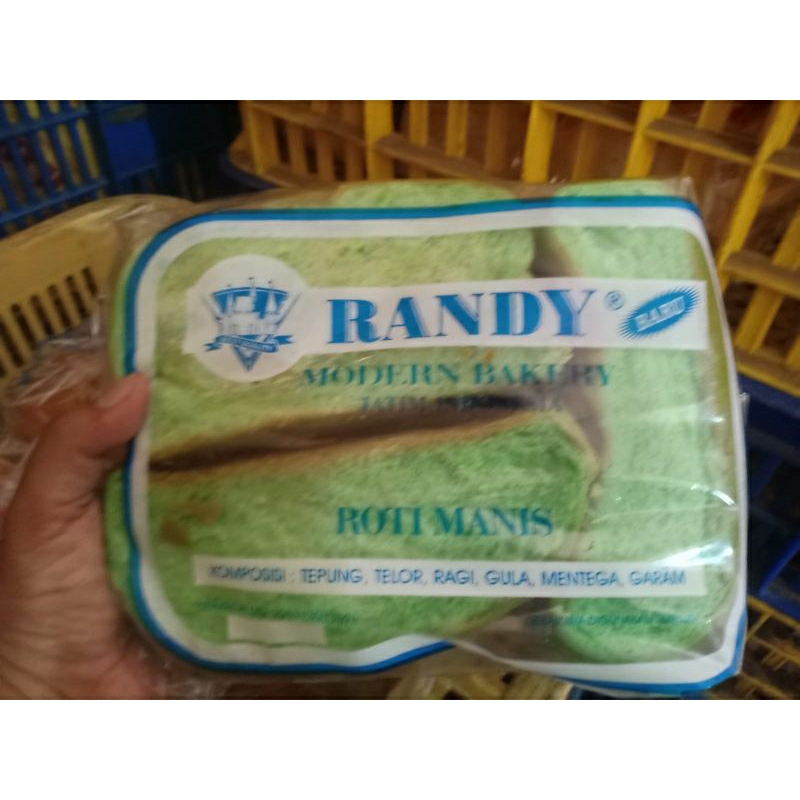 RANDY ®
BARU
MODERN BAKERY
ROTI MANIS
KOMPOSISI : TEPUNG, TELOR, RAGI, GULA, MENTEGA, GARAM